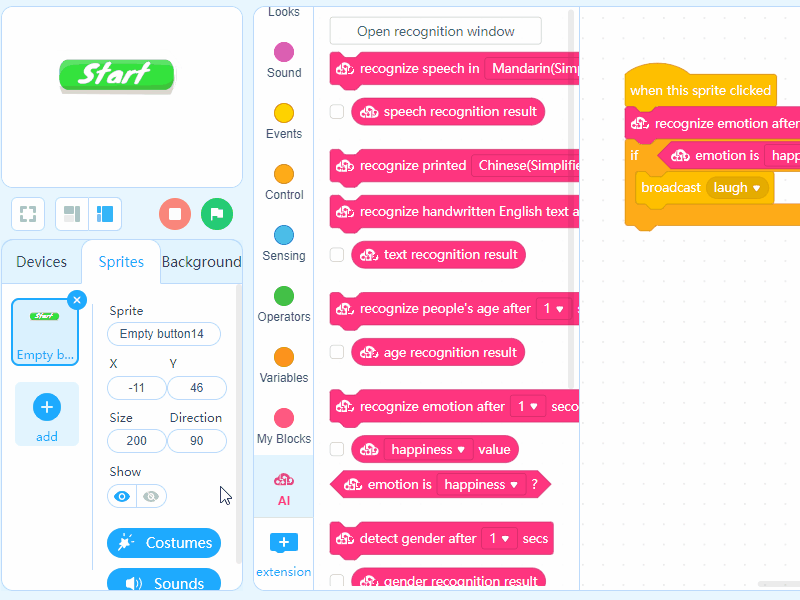 Start
Devices
Sprites
Background
Empty b...
add
Sprite
Empty button14
X
Y
-11
46
Size
Direction
200
90
Show
Costumes
Sounds
Looks
Sound
Events
Control
Sensing
Operators
Variables
My Blocks
AI
extension
Open recognition window
recognize speech in Mandarin(Simp
speech recognition result
recognize printed Chinese(Simplifie
recognize handwritten English text a
text recognition result
recognize people's age after 1 s
age recognition result
recognize emotion after 1 seco
happiness value
emotion is happiness ?
detect gender after 1 secs
gender recognition result
when this sprite clicked
recognize emotion after
if emotion is happ
broadcast laugh